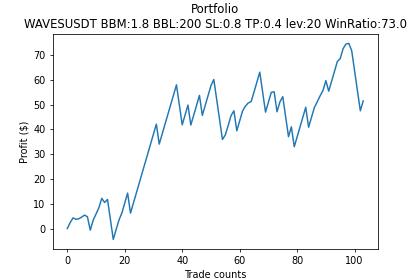 Portfolio
WAVESUSDT BBM:1.8 BBL:200 SL:0.8 TP:0.4 lev:20 WinRatio:73.0
70
60
50
40
30
20
10
0
Profit ($)
0 20 40 60 80 100
Trade counts